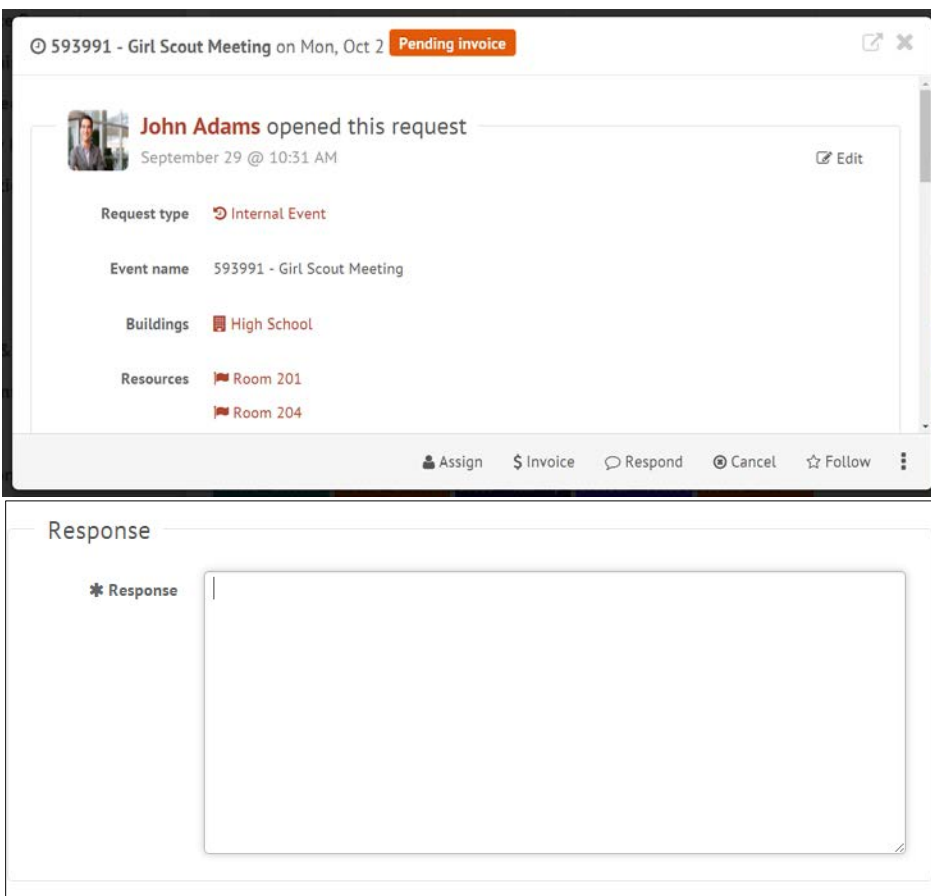 593991 - Girl Scout Meeting on Mon, Oct 2 Pending invoice
John Adams opened this request
September 29 @ 10:31 AM
Edit
Request type Internal Event
Event name 593991 - Girl Scout Meeting
Buildings High School
Resources Room 201
Room 204
Assign $ Invoice Respond Cancel Follow
Response
✱ Response